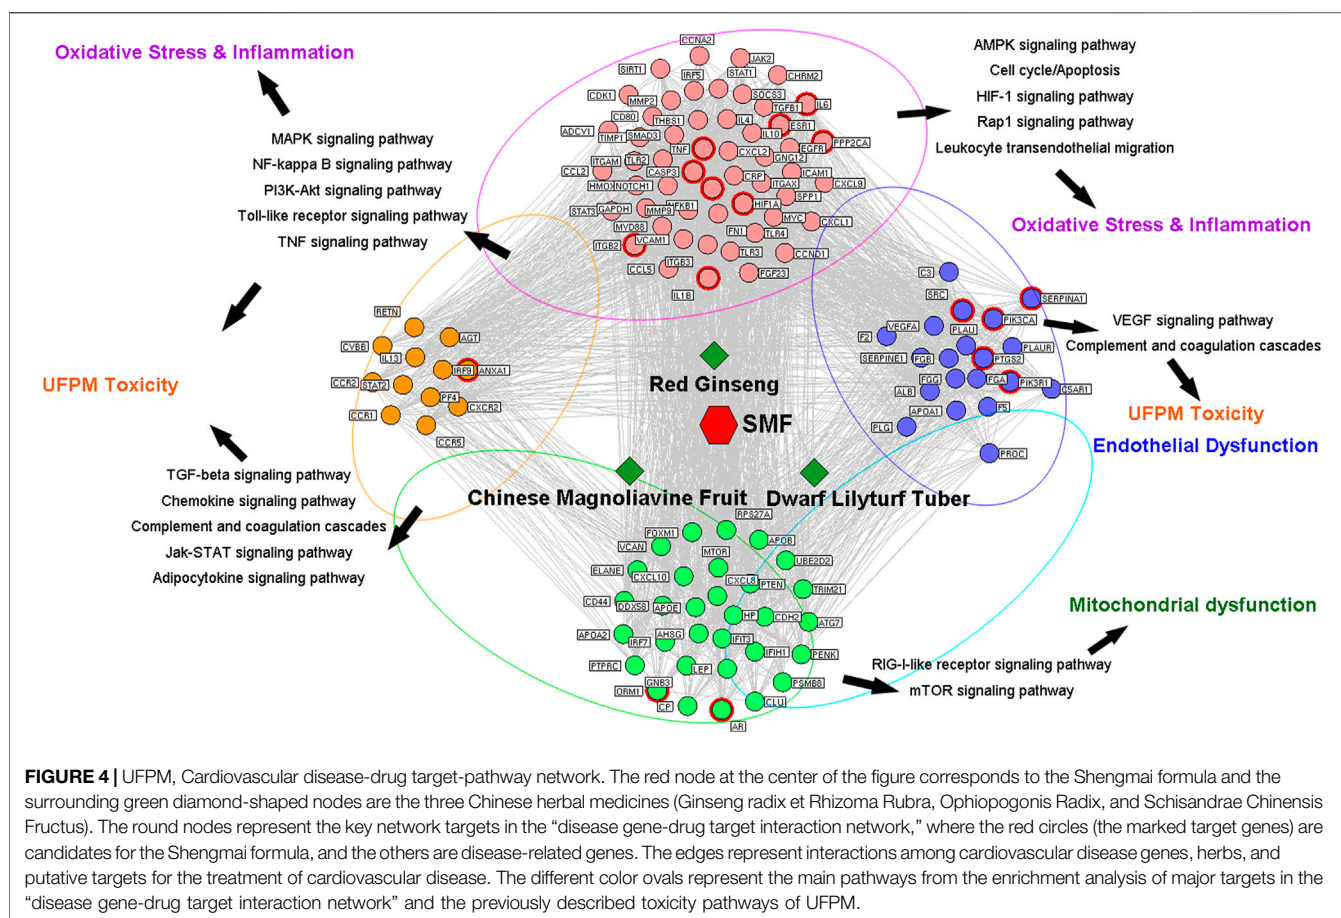 Oxidative Stress & Inflammation
MAPK signaling pathway
NF-kappa B signaling pathway
PI3K-Akt signaling pathway
Toll-like receptor signaling pathway
TNF signaling pathway
UFPM Toxicity
TGF-beta signaling pathway
Chemokine signaling pathway
Complement and coagulation cascades
Jak-STAT signaling pathway
Adipocytokine signaling pathway
CCNA2
JAK2
SIRT1
IRF5
STAT1
CHRM2
CDK1
MMP2
SOCS3
TGFB1
IL6
CD80
THBS1
IL4
ESR1
ADCY1
TIMP1
SMAD3
IL10
PPP2CA
TNF
CXCL2
EGFR
GNG12
ITGAM
TLR2
CASP3
CRP
ICAM1
CCL2
ITGAX
CXCL9
HMOX
NOTCH1
SPP1
STAT3
GAPDH
MMP9
NFKB1
HIF1A
MYC
CXCL1
MYD88
FN1
TLR4
ITGB2
VCAM1
TLR3
CCND1
CCL5
ITGB3
FGF23
IL1B
AMPK signaling pathway
Cell cycle/Apoptosis
HIF-1 signaling pathway
Rap1 signaling pathway
Leukocyte transendothelial migration
Oxidative Stress & Inflammation
RETN
AGT
CYBB
IL13
IRF9
ANXA1
CCR2
STAT2
PF4
CXCR2
CCR1
CCR5
Red Ginseng
SMF
Chinese Magnoliavine Fruit
Dwarf Lilyturf Tuber
C3
SRC
SERPINA1
VEGFA
PLAU
PIK3CA
F2
PLAUR
SERPINE1
FGB
PTGS2
FGG
FGA
PIK3R1
CSAR1
ALB
APOA1
F5
PLG
PROC
VEGF signaling pathway
Complement and coagulation cascades
UFPM Toxicity
Endothelial Dysfunction
RPS27A
FOXM1
APOB
VCAN
MTOR
UBE2D2
ELANE
CXCL10
CXCL8
PTEN
TRIM21
CD44
DDX58
APOE
HP
CDH2
ATG7
APOA2
IRF7
AHSG
IFIT3
IFIH1
PENK
PTPRC
LEP
GNB3
PSMB8
ORM1
CP
CLU
AR
Mitochondrial dysfunction
RIG-I-like receptor signaling pathway
mTOR signaling pathway
FIGURE 4 | UFPM, Cardiovascular disease-drug target-pathway network. The red node at the center of the figure corresponds to the Shengmai formula and the
surrounding green diamond-shaped nodes are the three Chinese herbal medicines (Ginseng radix et Rhizoma Rubra, Ophiopogonis Radix, and Schisandrae Chinensis
Fructus). The round nodes represent the key network targets in the “disease gene-drug target interaction network,” where the red circles (the marked target genes) are
candidates for the Shengmai formula, and the others are disease-related genes. The edges represent interactions among cardiovascular disease genes, herbs, and
putative targets for the treatment of cardiovascular disease. The different color ovals represent the main pathways from the enrichment analysis of major targets in the
“disease gene-drug target interaction network” and the previously described toxicity pathways of UFPM.